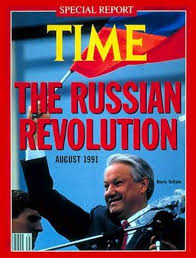 SPECIAL REPORT
TIME
THE RUSSIAN
REVOLUTION
AUGUST 1991
Boris Yeltsin